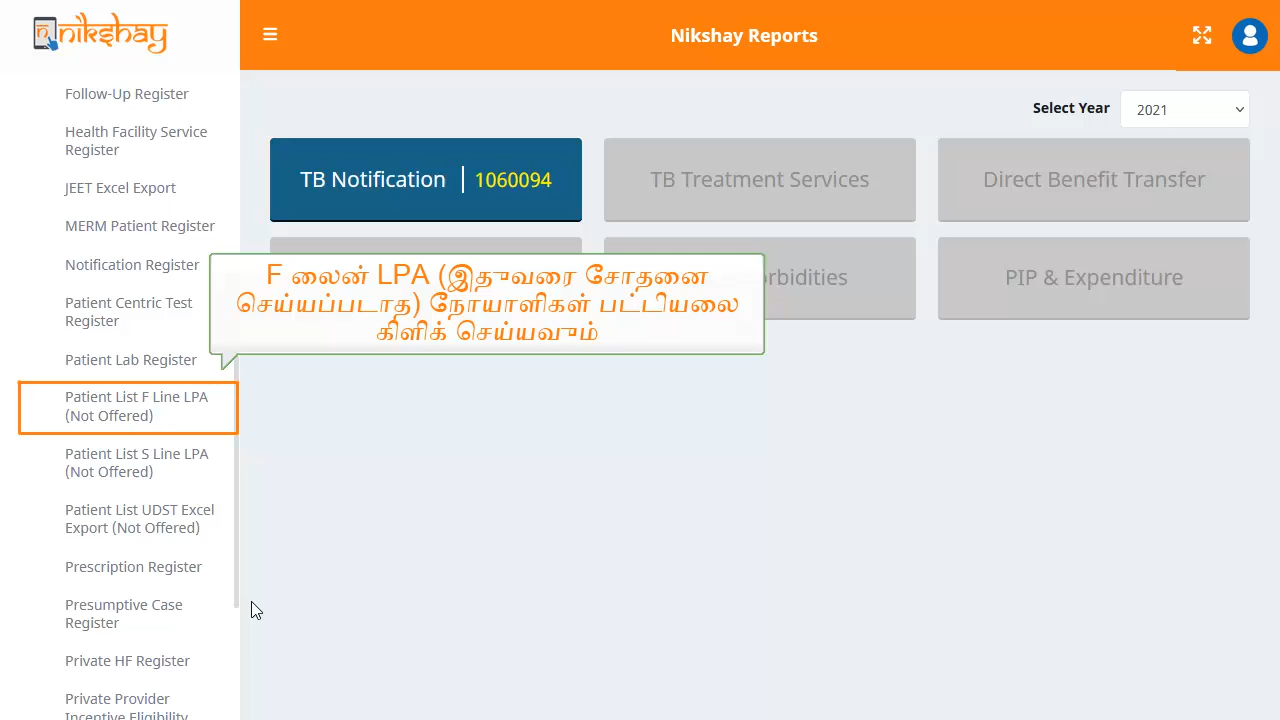 nikshay
Nikshay Reports
Follow-Up Register
Health Facility Service
Register
JEET Excel Export
MERM Patient Register
Notification Register
Patient Centric Test
Register
Patient Lab Register
Patient List F Line LPA
(Not Offered)
Patient List S Line LPA
(Not Offered)
Patient List UDST Excel
Export (Not Offered)
Prescription Register
Presumptive Case
Register
Private HF Register
Private Provider
Incentive Eligibility
Select Year 2021
TB Notification 1060094
TB Treatment Services
Direct Benefit Transfer
PIP & Expenditure
F லைன் LPA (இதுவரை சோதனை
செய்யப்படாத) நோயாளிகள் பட்டியலை
கிளிக் செய்யவும்